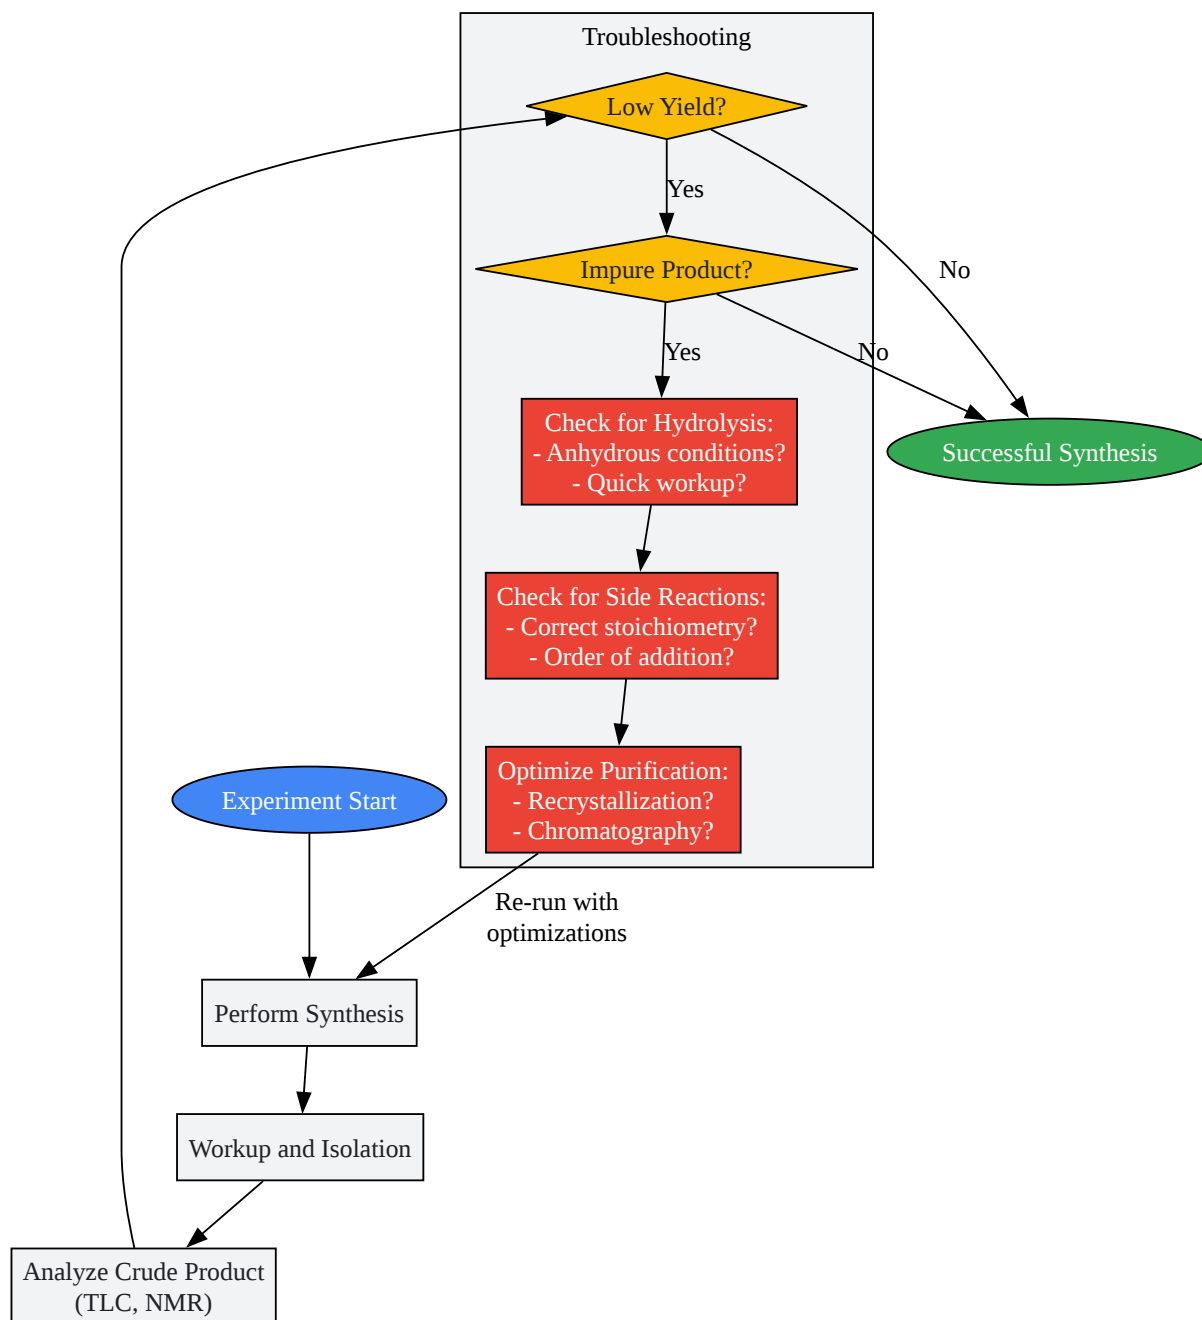 Troubleshooting
Low Yield?
Yes
No
Impure Product?
Yes
No
Check for Hydrolysis:
- Anhydrous conditions?
- Quick workup?
Successful Synthesis
Check for Side Reactions:
- Correct stoichiometry?
- Order of addition?
Optimize Purification:
- Recrystallization?
- Chromatography?
Experiment Start
Re-run with
optimizations
Perform Synthesis
Workup and Isolation
Analyze Crude Product
(TLC, NMR)